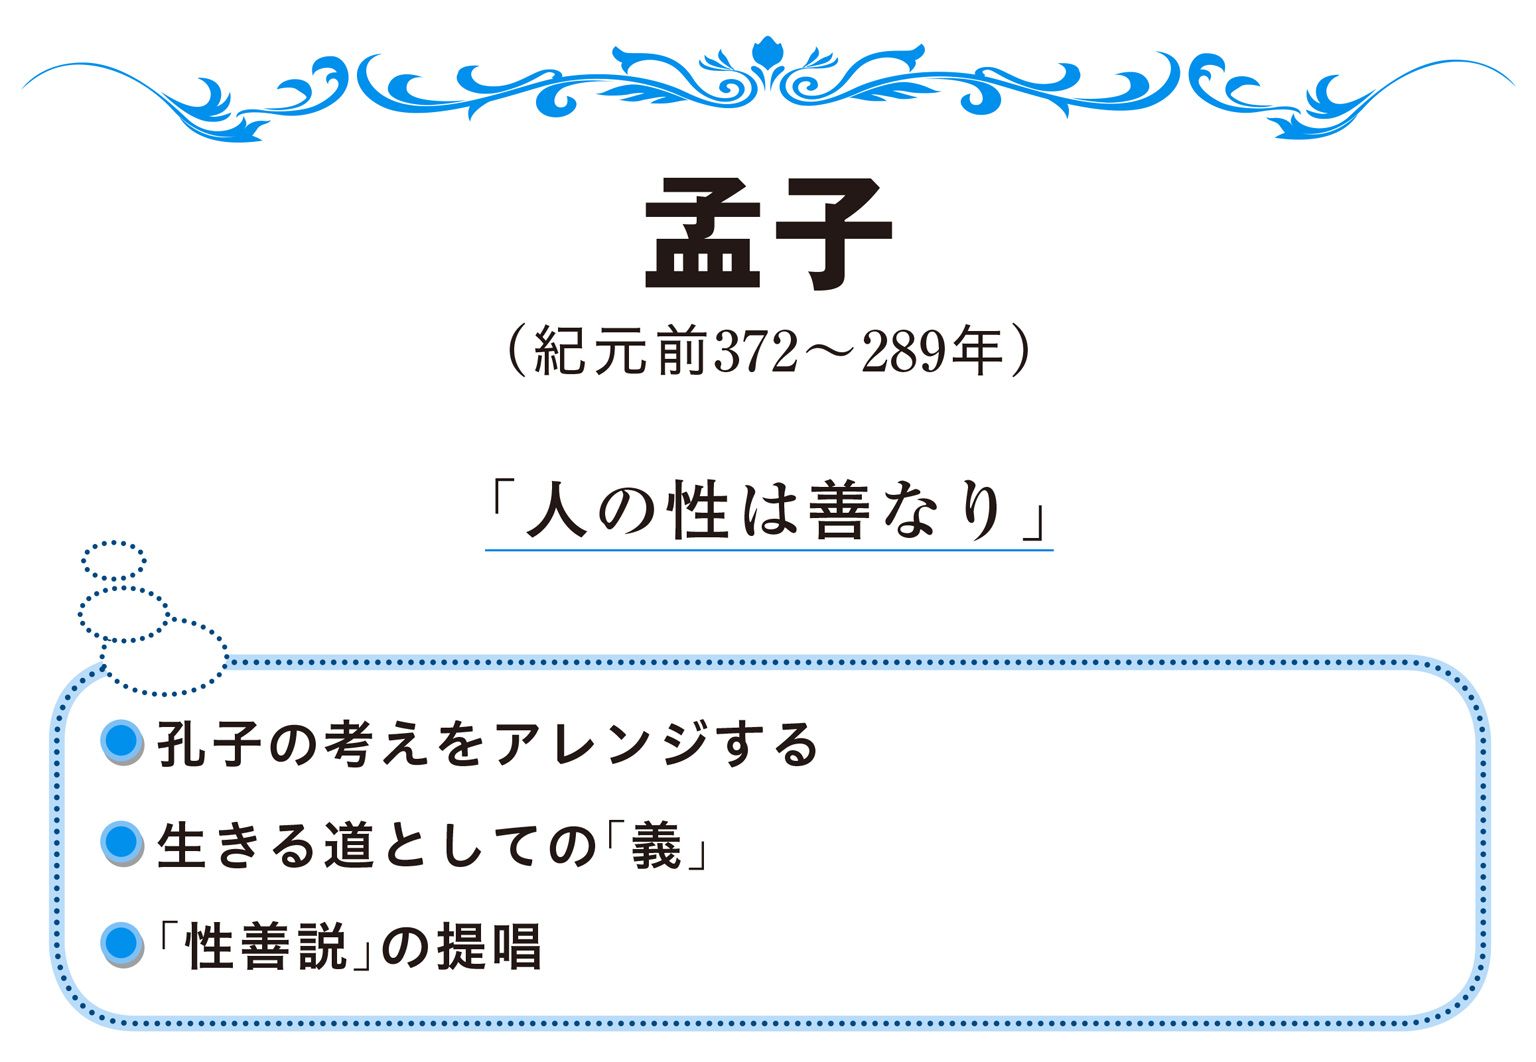 孟子
（紀元前372〜289年）
「人の性は善なり」
孔子の考えをアレンジする
生きる道としての「義」
「性善説」の提唱